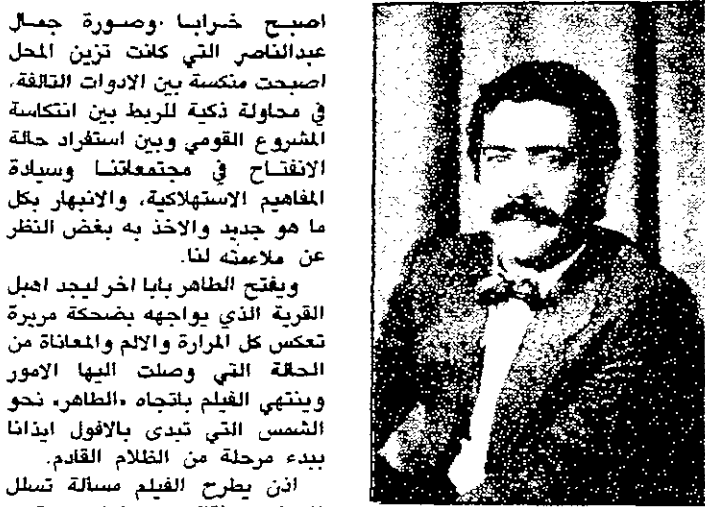 اصبح خرابا .وصورة جمال
عبدالناصر التي كانت تزين المحل
اصبحت منكسة بين الادوات التالفة،
في محاولة ذكية للربط بين انتكاسة
المشروع القومي وبين استفراد حالة
الانفتاح في مجتمعاتنا وسيادة
المفاهيم الاستهلاكية، والانبهار بكل
ما هو جديد والاخذ به بغض النظر
عن ملاءمته لنا.
ويفتح الطاهر بابا اخر ليجد اهبل
القرية الذي يواجهه بضحكة مريرة
تعكس كل المرارة والالم والمعاناة من
الحالة التي وصلت اليها الامور
وينتهي الفيلم باتجاه «الطاهر» نحو
الشمس التي تبدى بالافول ايذانا
ببدء مرحلة من الظلام القادم.
اذن يطرح الفيلم مسالة تسلل